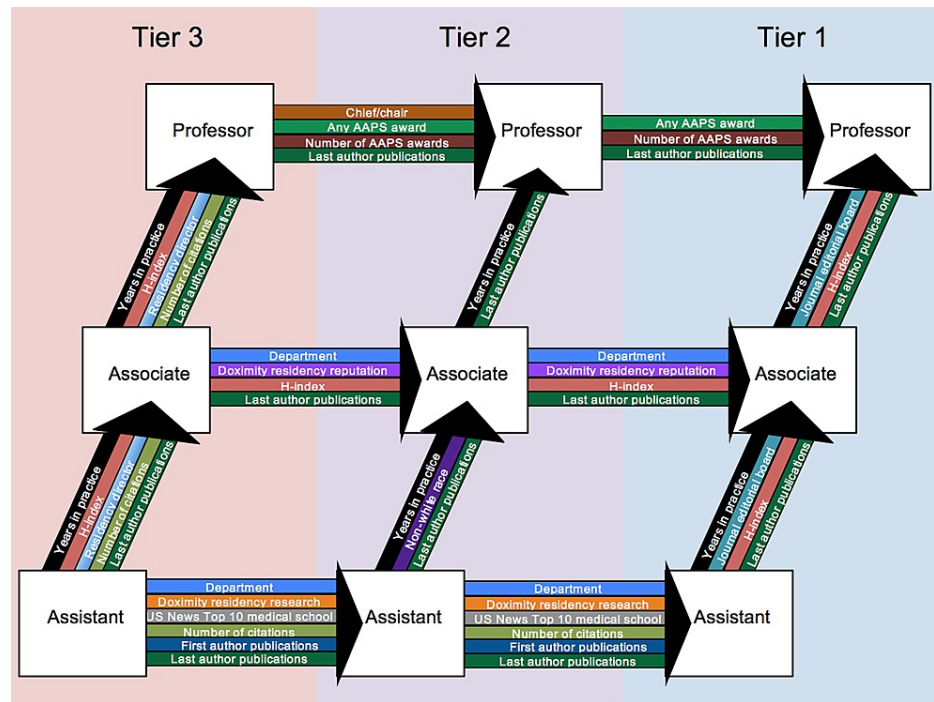 Tier 3
Tier 2
Tier 1
Professor
Chief/chair
Any AAPS award
Number of AAPS awards
Last author publications
Professor
Any AAPS award
Number of AAPS awards
Last author publications
Professor
Years in practice
H-index
Residency director
Number of citations
Last author publications
Years in practice
Last author publications
Years in practice
Journal editorial board
H-index
Last author publications
Associate
Department
Doximity residency reputation
H-index
Last author publications
Associate
Department
Doximity residency reputation
H-index
Last author publications
Associate
Years in practice
H-index
Residency director
Number of citations
Last author publications
Years in practice
Non-white race
Last author publications
Years in practice
Journal editorial board
H-index
Last author publications
Assistant
Department
Doximity residency research
US News Top 10 medical school
Number of citations
First author publications
Last author publications
Assistant
Department
Doximity residency research
US News Top 10 medical school
Number of citations
First author publications
Last author publications
Assistant